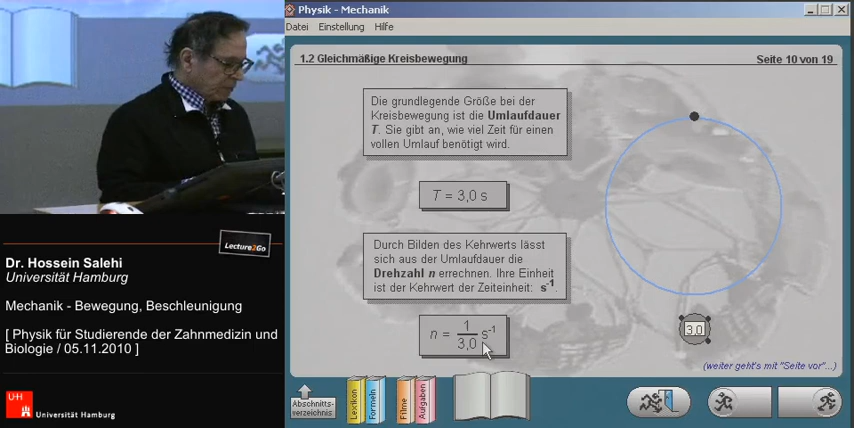 Physik - Mechanik
Datei Einstellung Hilfe
1.2 Gleichmäßige Kreisbewegung
Seite 10 von 19
Die grundlegende Größe bei der
Kreisbewegung ist die Umlaufdauer
T. Sie gibt an, wie viel Zeit für einen
vollen Umlauf benötigt wird.
T = 3,0 s
Durch Bilden des Kehrwerts lässt
sich aus der Umlaufdauer die
Drehzahl n errechnen. Ihre Einheit
ist der Kehrwert der Zeiteinheit: s⁻¹.
n = 1/3,0 s⁻¹
3,0
(weiter geht's mit "Seite vor"...)
Abschnitts-
verzeichnis
Lexikon
Formeln
Filme
Aufgaben
Lecture2Go
Dr. Hossein Salehi
Universität Hamburg
Mechanik - Bewegung, Beschleunigung
[ Physik für Studierende der Zahnmedizin und
Biologie / 05.11.2010 ]
UH
Universität Hamburg